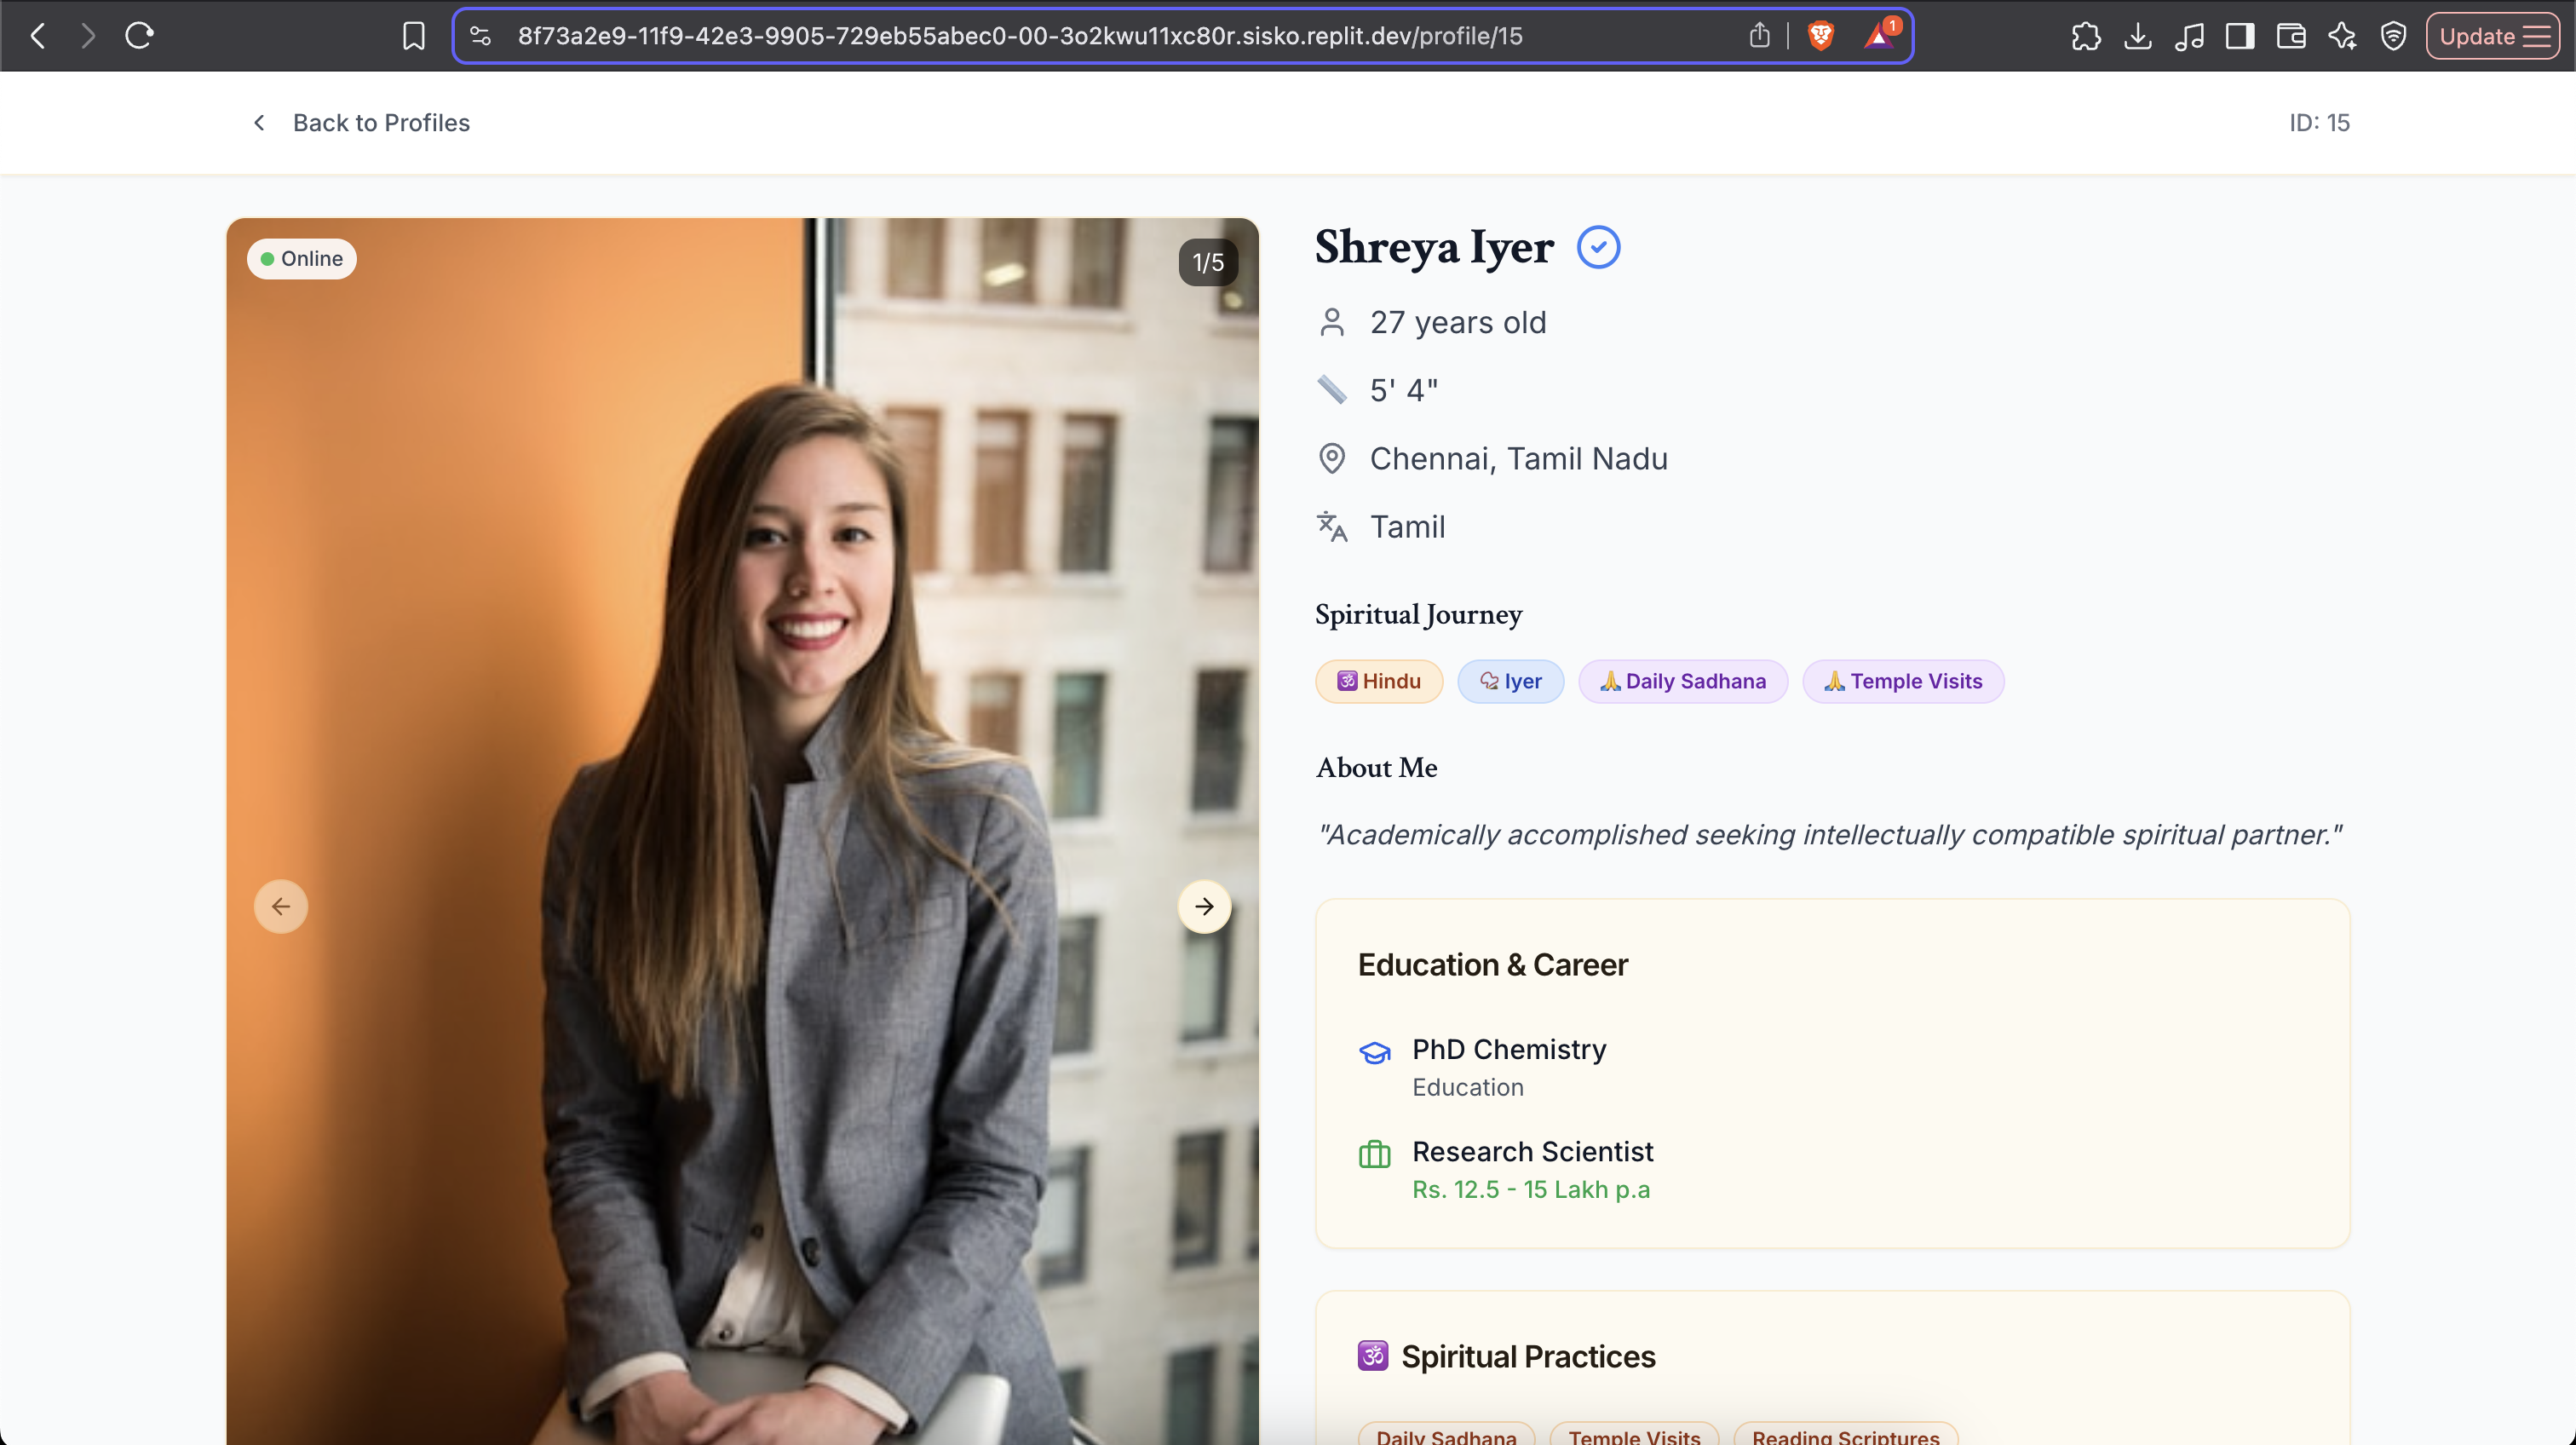 8f73a2e9-11f9-42e3-9905-729eb55abec0-00-3o2kwu11xc80r.sisko.replit.dev/profile/15
1
Update
Back to Profiles
ID: 15
Online
1/5
Shreya Iyer
27 years old
5' 4"
Chennai, Tamil Nadu
Tamil
Spiritual Journey
🕉 Hindu
Iyer
🙏 Daily Sadhana
🙏 Temple Visits
About Me
"Academically accomplished seeking intellectually compatible spiritual partner."
Education & Career
PhD Chemistry
Education
Research Scientist
Rs. 12.5 - 15 Lakh p.a
🕉 Spiritual Practices
Daily Sadhana
Temple Visits
Reading Scriptures